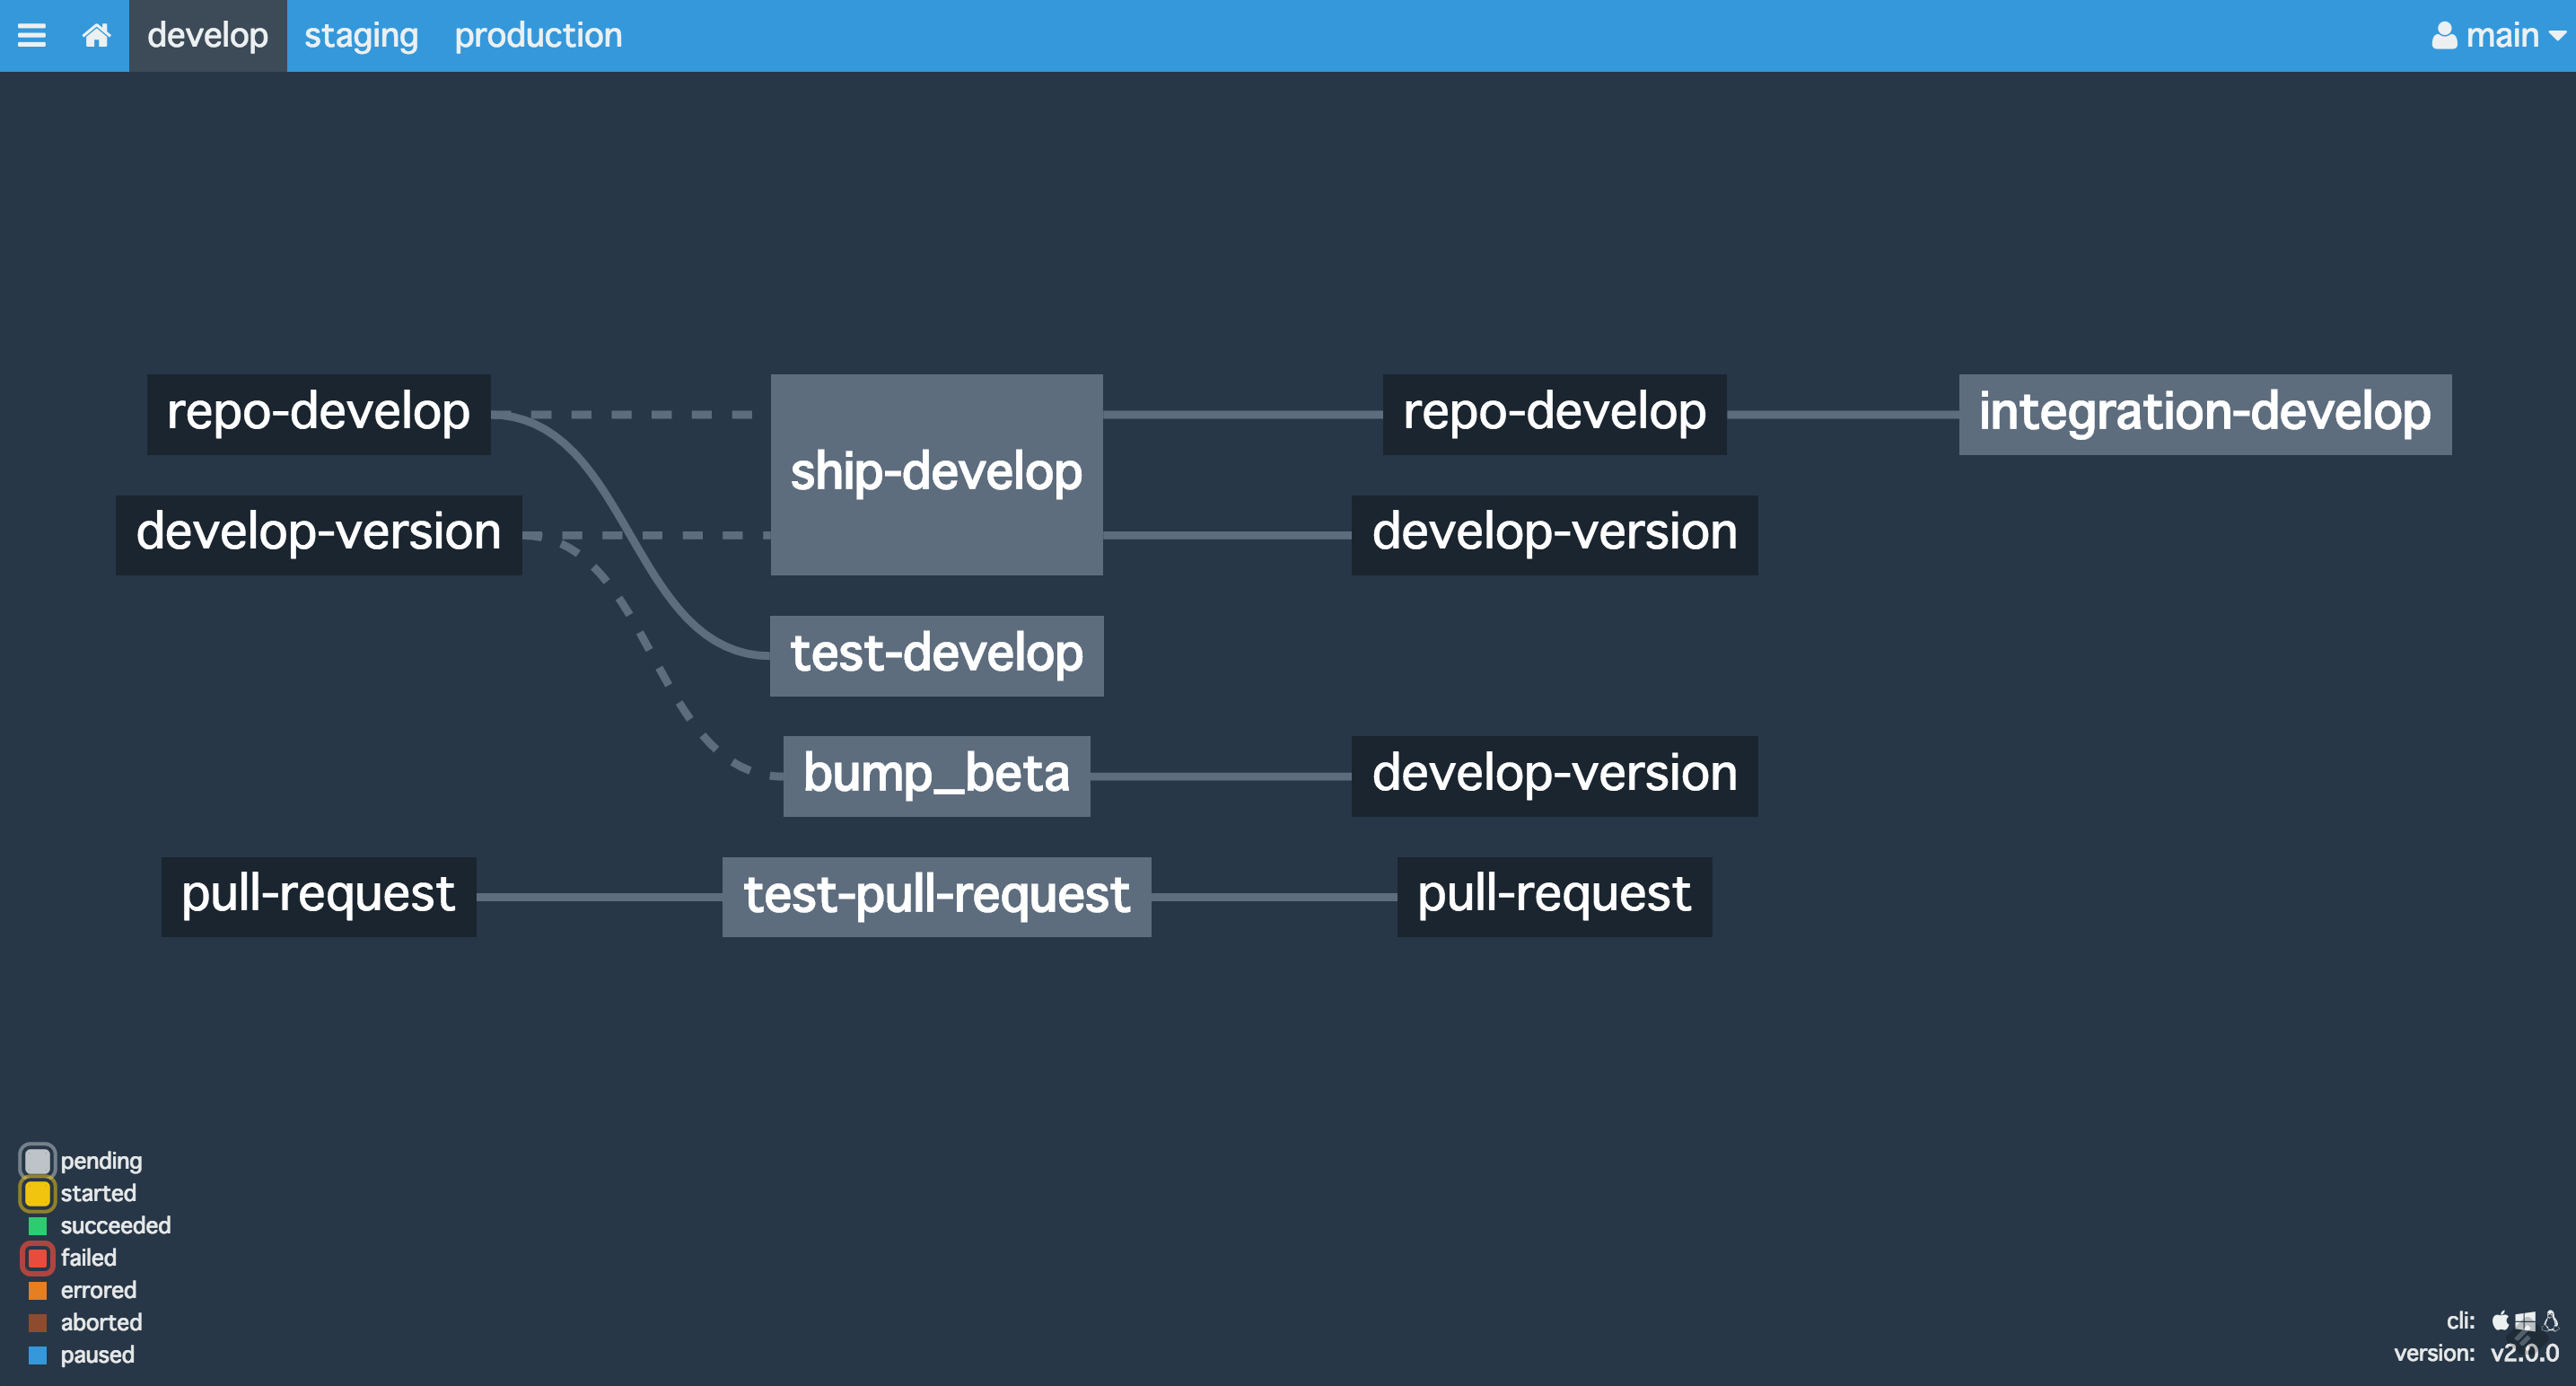 develop staging production main
repo-develop repo-develop integration-develop
ship-develop
develop-version develop-version
test-develop
bump_beta develop-version
pull-request test-pull-request pull-request
pending
started
succeeded
failed
errored
aborted
paused
cli:
version: v2.0.0